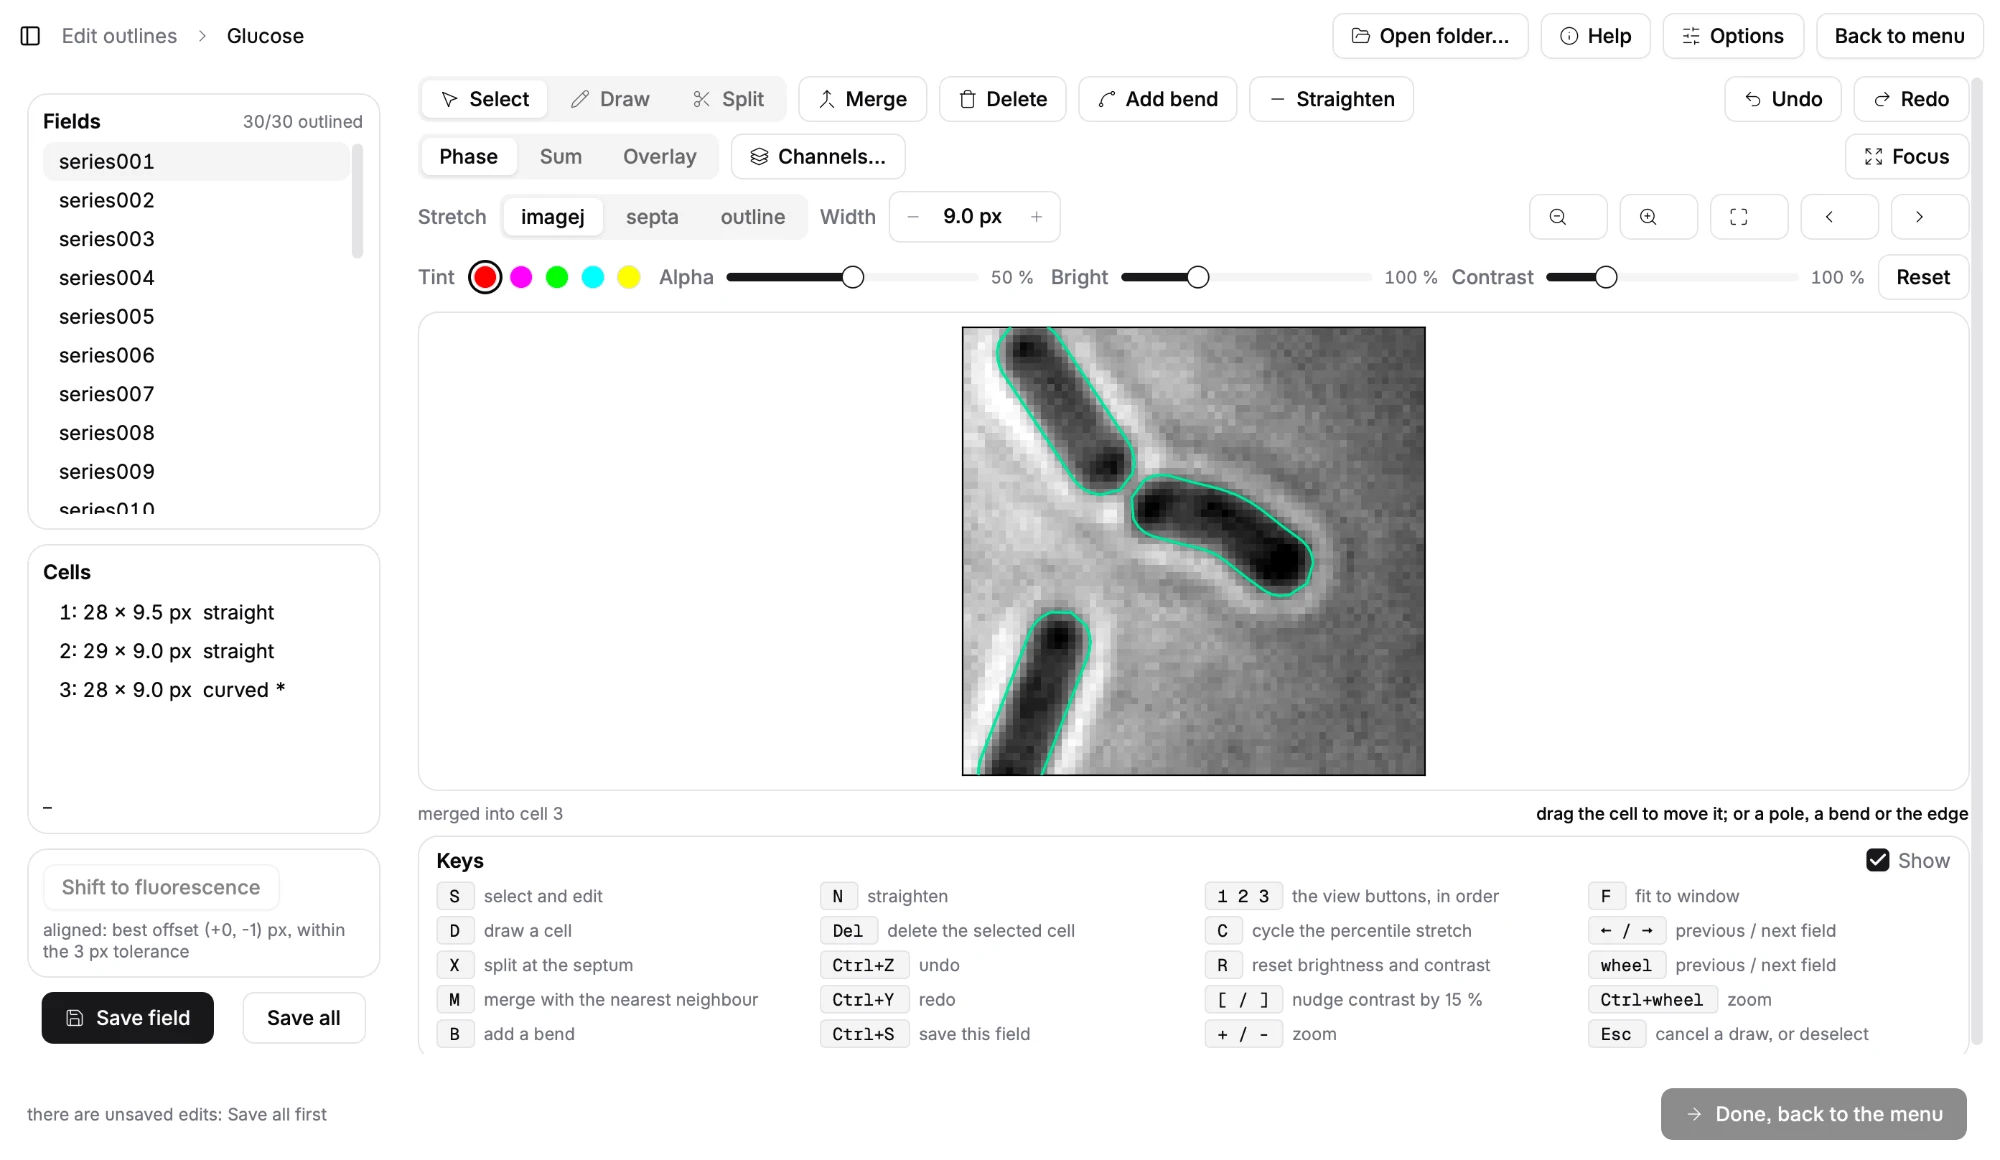 Edit outlines > Glucose
Open folder... Help Options Back to menu
Fields 30/30 outlined
series001
series002
series003
series004
series005
series006
series007
series008
series009
series010
Cells
1: 28 × 9.5 px straight
2: 29 × 9.0 px straight
3: 28 × 9.0 px curved *
–
Shift to fluorescence
aligned: best offset (+0, -1) px, within
the 3 px tolerance
Save field Save all
Select Draw Split Merge Delete Add bend Straighten Undo Redo
Phase Sum Overlay Channels... Focus
Stretch imagej septa outline Width − 9.0 px +
Tint Alpha 50 % Bright 100 % Contrast 100 % Reset
merged into cell 3 drag the cell to move it; or a pole, a bend or the edge
Keys Show
S select and edit N straighten 1 2 3 the view buttons, in order F fit to window
D draw a cell Del delete the selected cell C cycle the percentile stretch ← / → previous / next field
X split at the septum Ctrl+Z undo R reset brightness and contrast wheel previous / next field
M merge with the nearest neighbour Ctrl+Y redo [ / ] nudge contrast by 15 % Ctrl+wheel zoom
B add a bend Ctrl+S save this field + / - zoom Esc cancel a draw, or deselect
there are unsaved edits: Save all first → Done, back to the menu